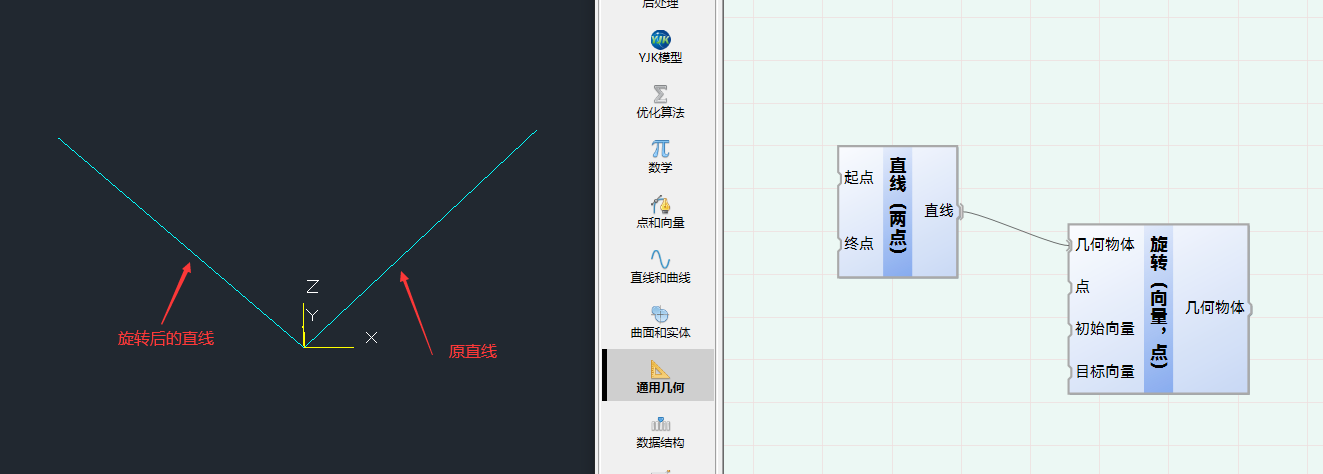 Z
Y
X
旋转后的直线
原直线
后处理
YJK
YJK模型
优化算法
数学
点和向量
直线和曲线
曲面和实体
通用几何
数据结构
起点
终点
直线（两点）
直线
几何物体
点
初始向量
目标向量
旋转（向量，点）
几何物体